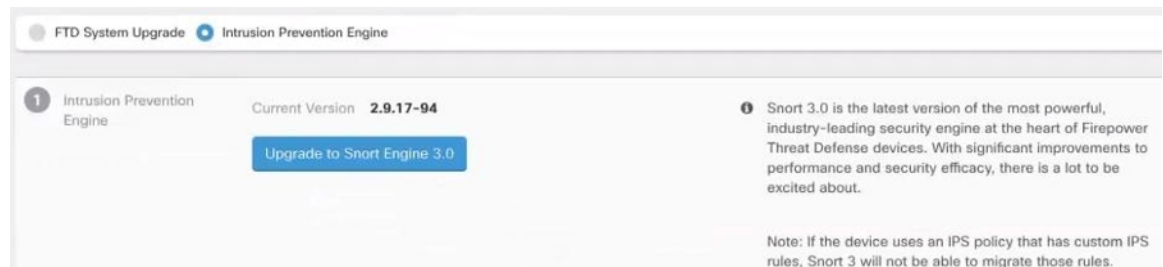 FTD System Upgrade Intrusion Prevention Engine
1 Intrusion Prevention
Engine
Current Version 2.9.17-94
Upgrade to Snort Engine 3.0
Snort 3.0 is the latest version of the most powerful,
industry-leading security engine at the heart of Firepower
Threat Defense devices. With significant improvements to
performance and security efficacy, there is a lot to be
excited about.
Note: If the device uses an IPS policy that has custom IPS
rules, Snort 3 will not be able to migrate those rules.